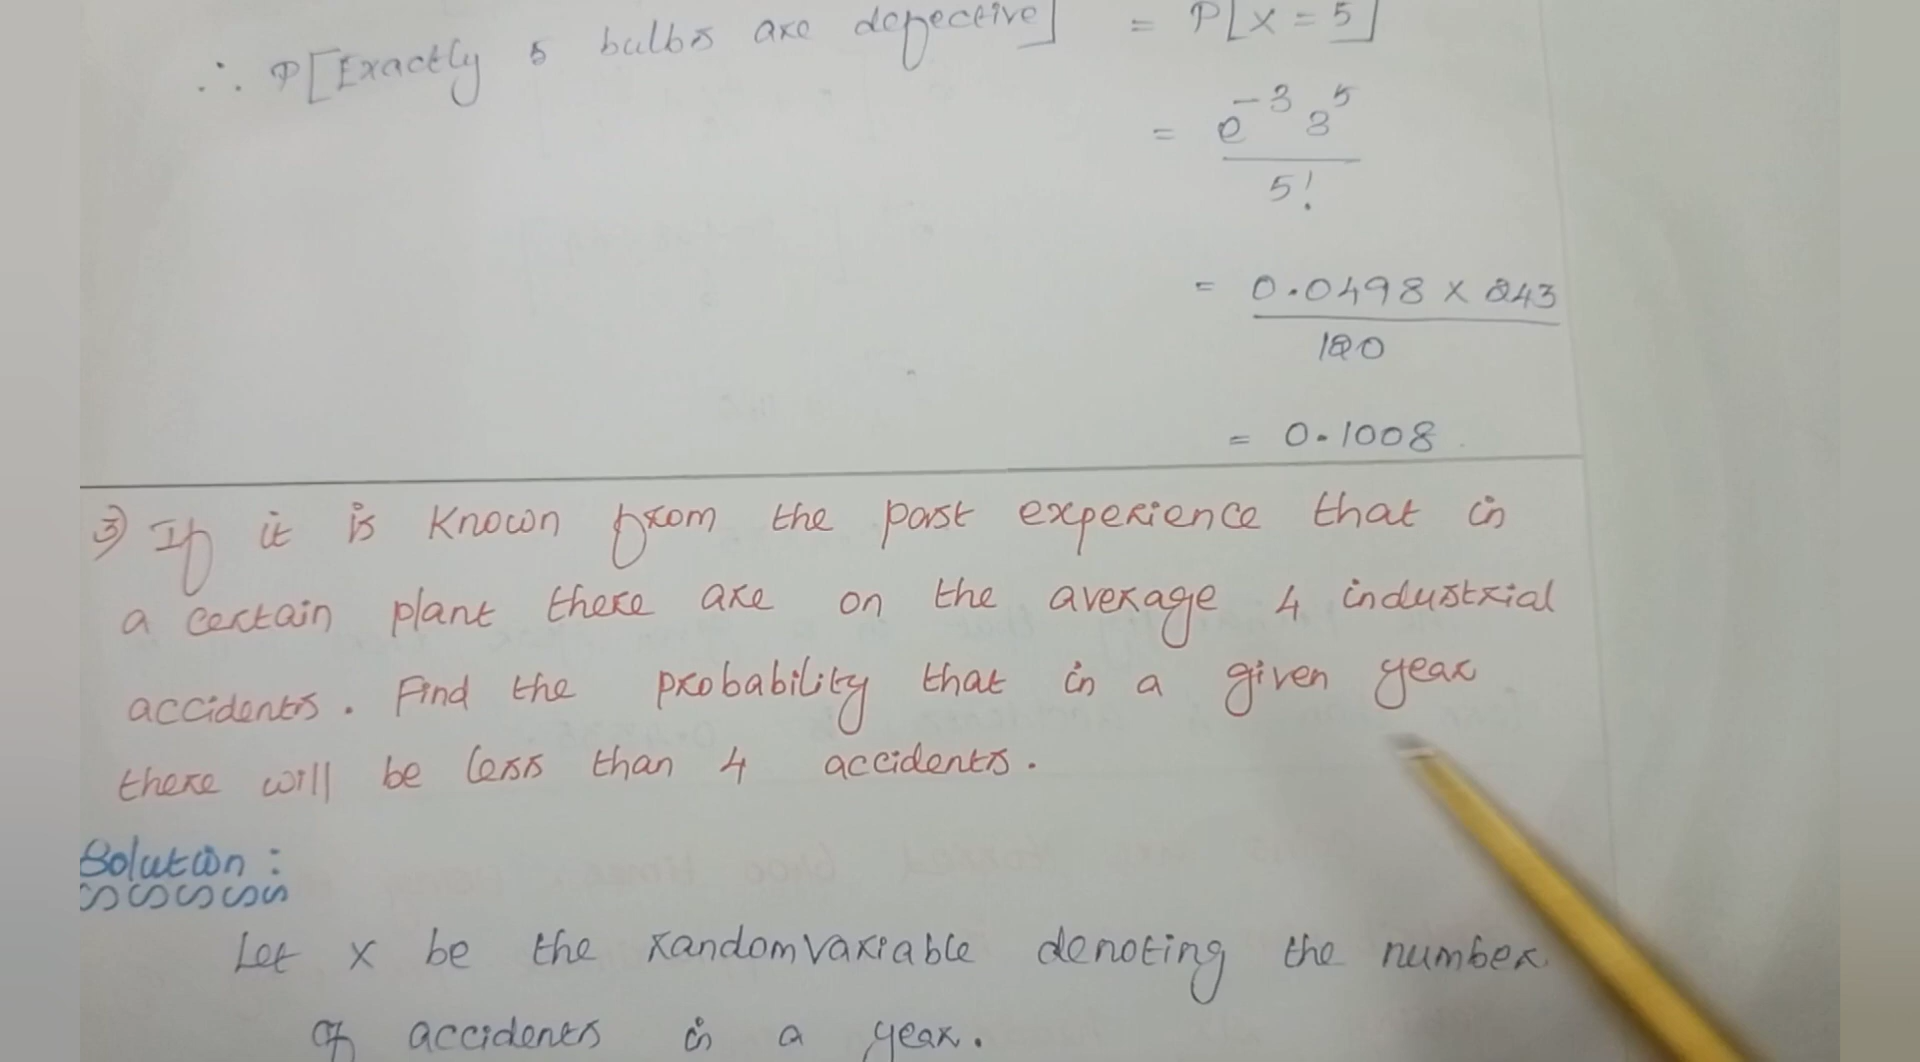 ∴ P[Exactly 5 bulbs are defective] = P[X = 5]
= e^-3 3^5 / 5!
= 0.0498 × 243 / 120
= 0.1008
3) If it is known from the past experience that in
a certain plant there are on the average 4 industrial
accidents. Find the probability that in a given year
there will be less than 4 accidents.
Solution :
Let x be the random variable denoting the number
of accidents in a year.